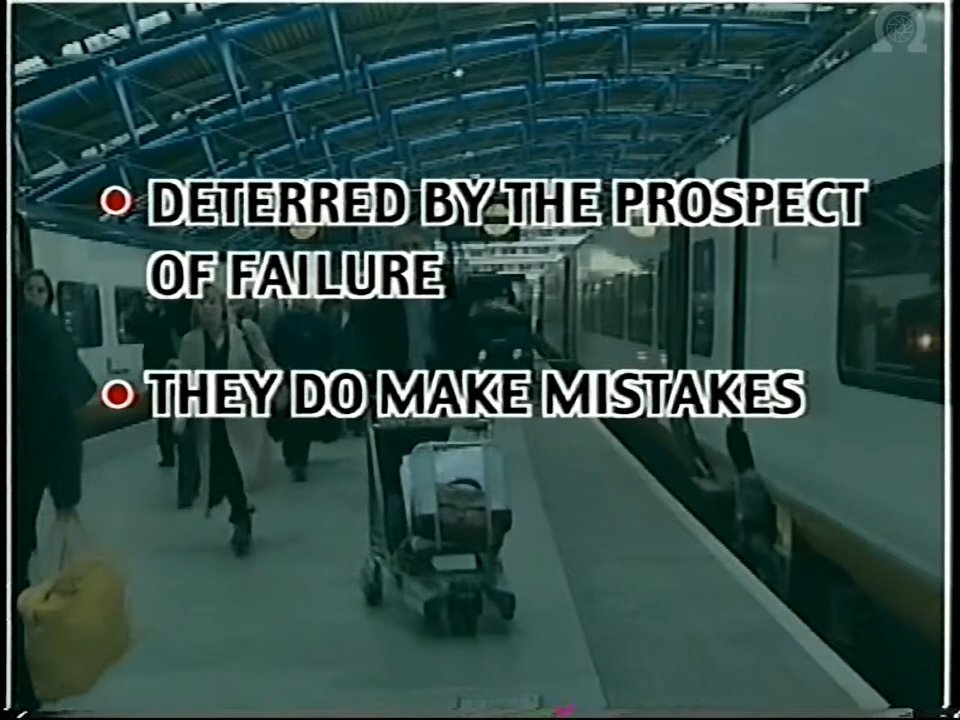 DETERRED BY THE PROSPECT
OF FAILURE
THEY DO MAKE MISTAKES